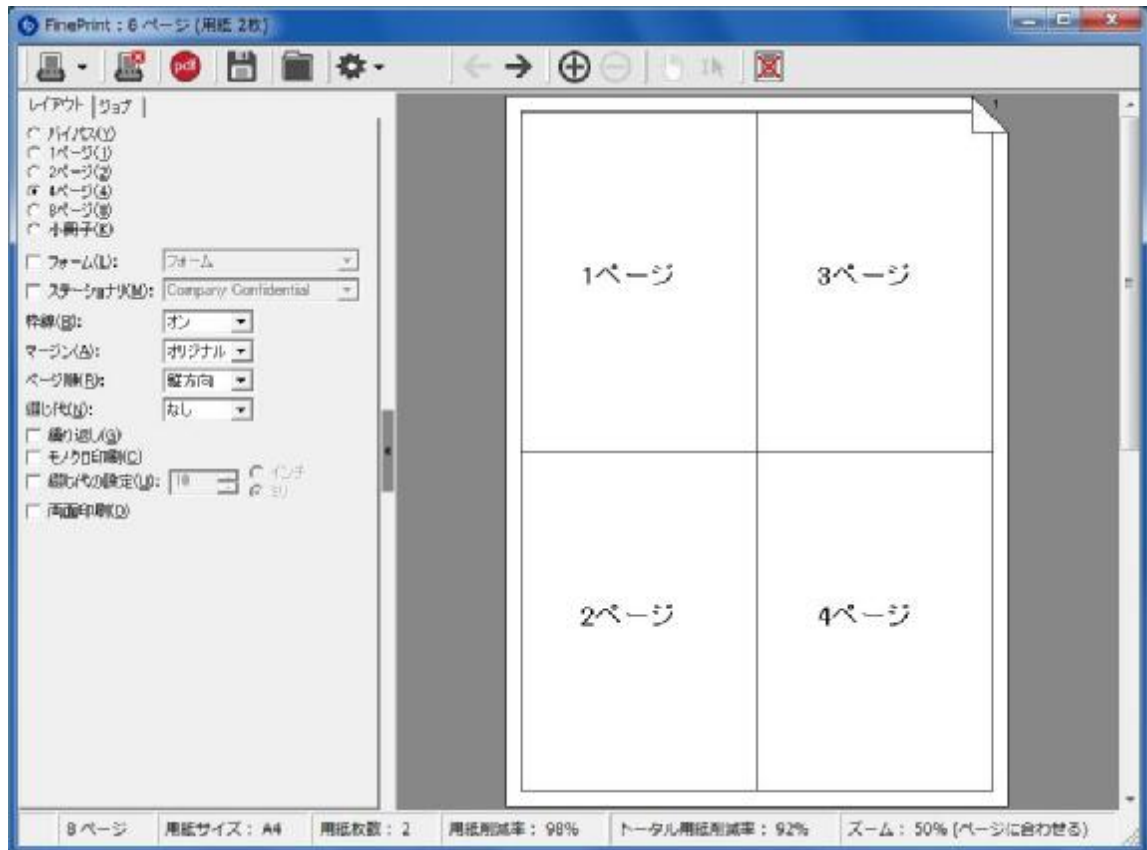 FinePrint : 8 ページ (用紙 2枚)
pdf
レイアウト ジョブ
バイパス(Y)
1ページ(1)
2ページ(2)
4ページ(4)
8ページ(8)
小冊子(K)
フォーム(L): フォーム
ステーショナリ(M): Company Confidential
枠線(B): オン
マージン(A): オリジナル
ページ順(R): 縦方向
綴じ代(N): なし
繰り返し(G)
モノクロ印刷(C)
綴じ代の設定(U): 10 インチ
ミリ
両面印刷(D)
1
1ページ 3ページ
2ページ 4ページ
8 ページ 用紙サイズ : A4 用紙枚数 : 2 用紙削減率 : 98% トータル用紙削減率 : 92% ズーム : 50% (ページに合わせる)